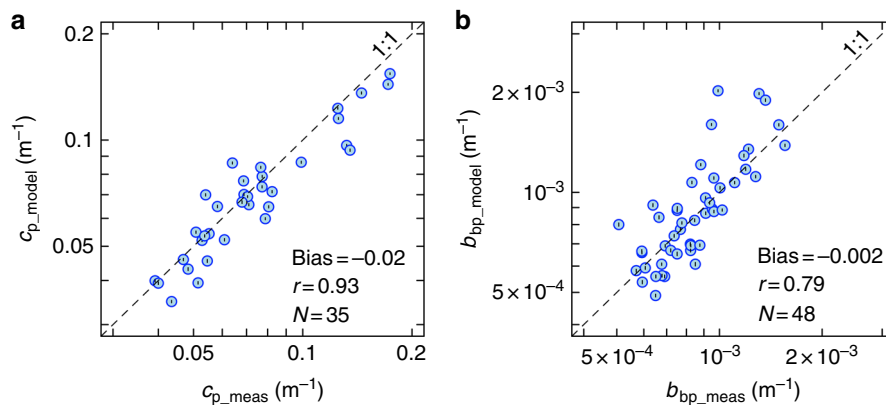 a
0.2
0.1
0.05
c_p_model (m⁻¹)
1:1
Bias=−0.02
r=0.93
N=35
0.05
0.1
0.2
c_p_meas (m⁻¹)
b
2×10⁻³
10⁻³
5×10⁻⁴
b_bp_model (m⁻¹)
1:1
Bias=−0.002
r=0.79
N=48
5×10⁻⁴
10⁻³
2×10⁻³
b_bp_meas (m⁻¹)